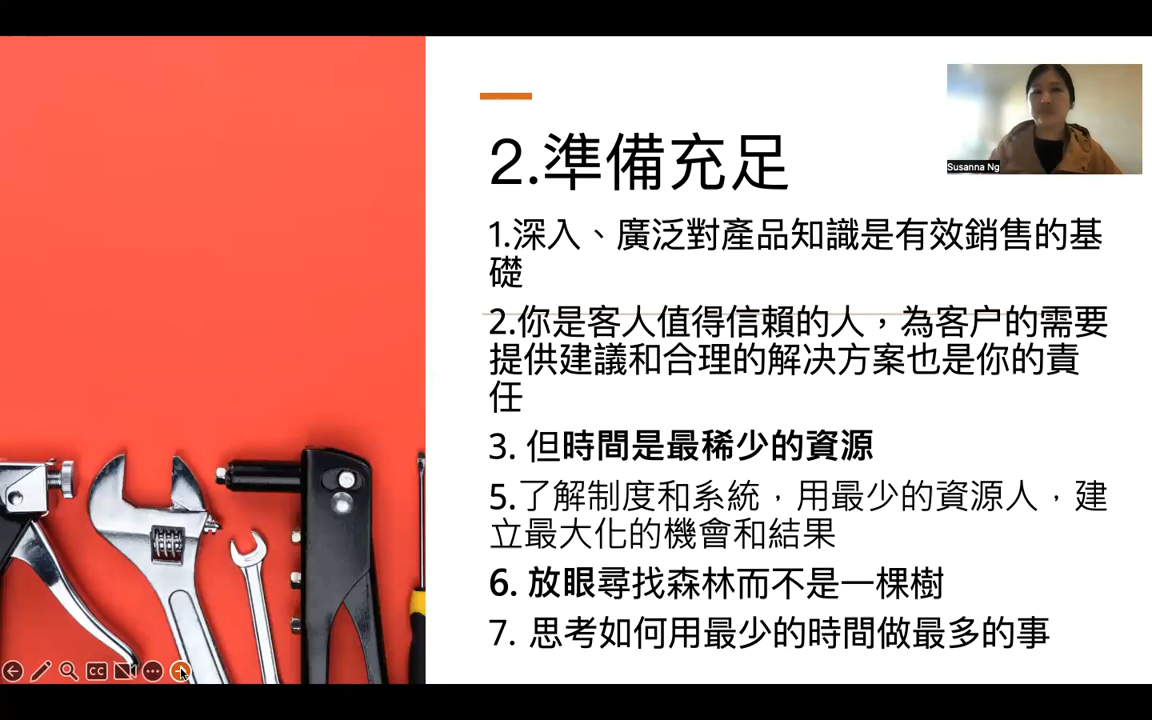 2.準備充足
Susanna Ng
1.深入、廣泛對產品知識是有效銷售的基
礎
2.你是客人值得信賴的人，為客户的需要
提供建議和合理的解决方案也是你的責
任
3. 但時間是最稀少的資源
5.了解制度和系統，用最少的資源人，建
立最大化的機會和結果
6. 放眼尋找森林而不是一棵樹
7. 思考如何用最少的時間做最多的事
CC